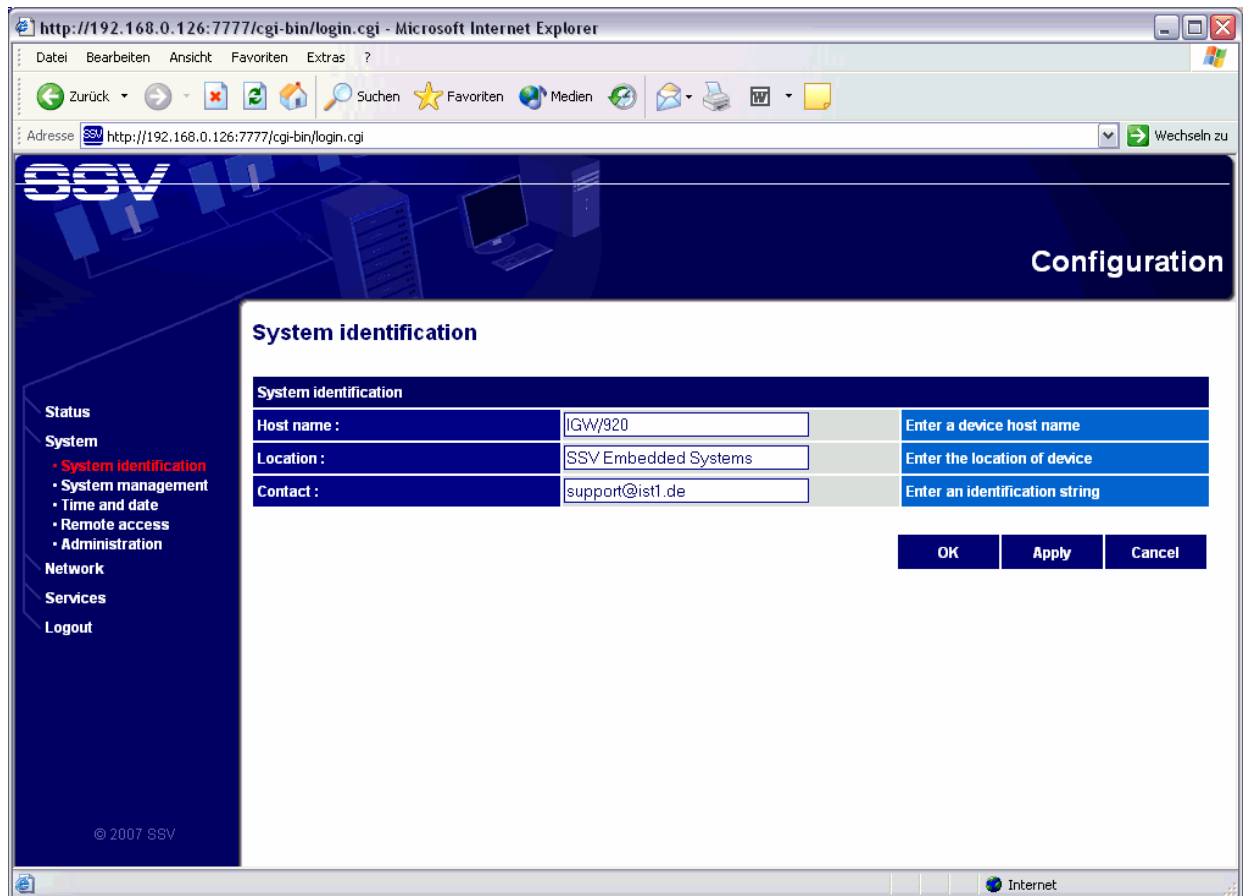 http://192.168.0.126:7777/cgi-bin/login.cgi - Microsoft Internet Explorer
Datei Bearbeiten Ansicht Favoriten Extras ?
Zurück Suchen Favoriten Medien
Adresse SSV http://192.168.0.126:7777/cgi-bin/login.cgi Wechseln zu
SSV
Configuration
System identification
System identification
Host name : IGW/920 Enter a device host name
Location : SSV Embedded Systems Enter the location of device
Contact : support@ist1.de Enter an identification string
OK Apply Cancel
Status
System
• System identification
• System management
• Time and date
• Remote access
• Administration
Network
Services
Logout
© 2007 SSV
Internet